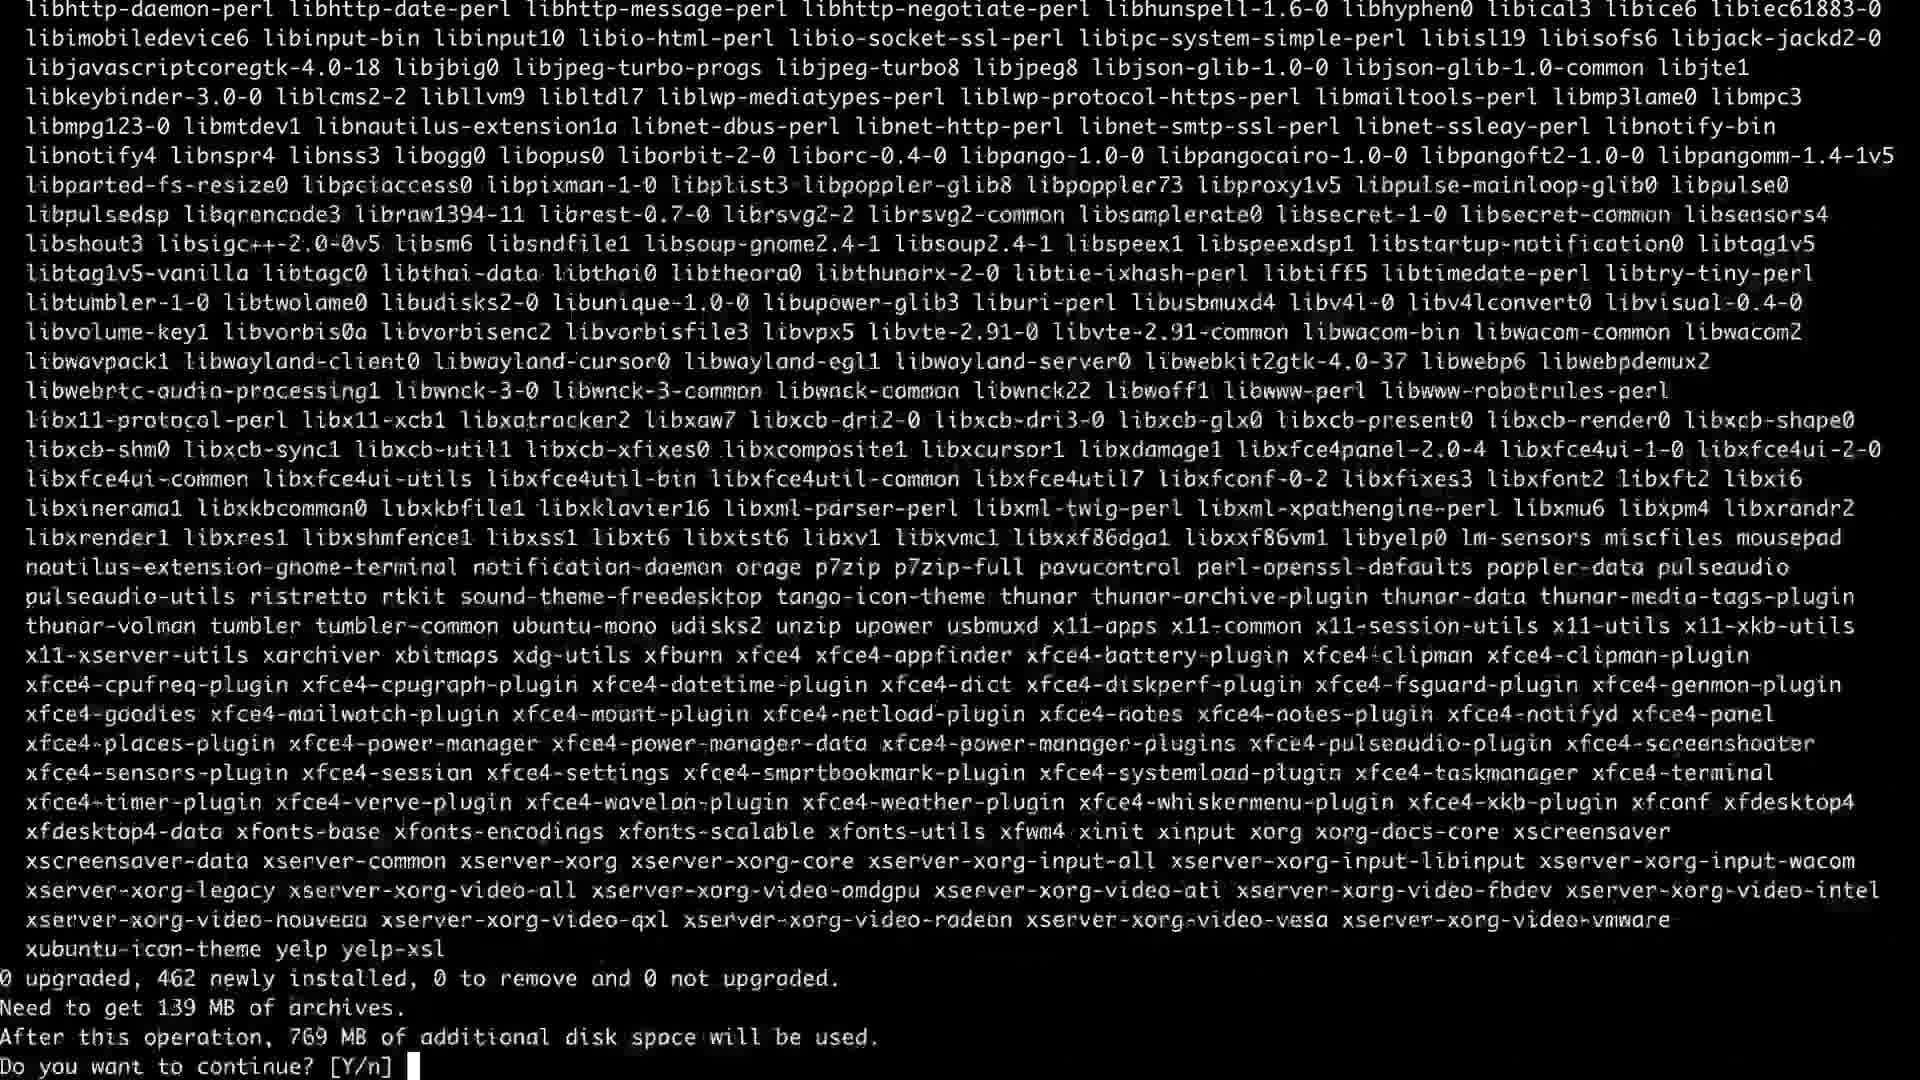 libhttp-daemon-perl libhttp-date-perl libhttp-message-perl libhttp-negotiate-perl libhunspell-1.6-0 libhyphen0 libical3 libice6 libiec61883-0
libimobiledevice6 libinput-bin libinput10 libio-html-perl libio-socket-ssl-perl libipc-system-simple-perl libisl19 libisofs6 libjack-jackd2-0
libjavascriptcoregtk-4.0-18 libjbig0 libjpeg-turbo-progs libjpeg-turbo8 libjpeg8 libjson-glib-1.0-0 libjson-glib-1.0-common libjte1
libkeybinder-3.0-0 liblcms2-2 libllvm9 libltdl7 liblwp-mediatypes-perl liblwp-protocol-https-perl libmailtools-perl libmp3lame0 libmpc3
libmpg123-0 libmtdev1 libnautilus-extension1a libnet-dbus-perl libnet-http-perl libnet-smtp-ssl-perl libnet-ssleay-perl libnotify-bin
libnotify4 libnspr4 libnss3 libogg0 libopus0 liborbit-2-0 liborc-0.4-0 libpango-1.0-0 libpangocairo-1.0-0 libpangoft2-1.0-0 libpangomm-1.4-1v5
libparted-fs-resize0 libpciaccess0 libpixman-1-0 libplist3 libpoppler-glib8 libpoppler73 libproxy1v5 libpulse-mainloop-glib0 libpulse0
libpulsedsp libqrencode3 libraw1394-11 librest-0.7-0 librsvg2-2 librsvg2-common libsamplerate0 libsecret-1-0 libsecret-common libsensors4
libshout3 libsigc++-2.0-0v5 libsm6 libsndfile1 libsoup-gnome2.4-1 libsoup2.4-1 libspeex1 libspeexdsp1 libstartup-notification0 libtag1v5
libtag1v5-vanilla libtagc0 libthai-data libthai0 libtheora0 libthunarx-2-0 libtie-ixhash-perl libtiff5 libtimedate-perl libtry-tiny-perl
libtumbler-1-0 libtwolame0 libudisks2-0 libunique-1.0-0 libupower-glib3 liburi-perl libusbmuxd4 libv4l-0 libv4lconvert0 libvisual-0.4-0
libvolume-key1 libvorbis0a libvorbisenc2 libvorbisfile3 libvpx5 libvte-2.91-0 libvte-2.91-common libwacom-bin libwacom-common libwacom2
libwavpack1 libwayland-client0 libwayland-cursor0 libwayland-egl1 libwayland-server0 libwebkit2gtk-4.0-37 libwebp6 libwebpdemux2
libwebrtc-audio-processing1 libwnck-3-0 libwnck-3-common libwnck-common libwnck22 libwoff1 libwww-perl libwww-robotrules-perl
libx11-protocol-perl libx11-xcb1 libxatracker2 libxaw7 libxcb-dri2-0 libxcb-dri3-0 libxcb-glx0 libxcb-present0 libxcb-render0 libxcb-shape0
libxcb-shm0 libxcb-sync1 libxcb-util1 libxcb-xfixes0 libxcomposite1 libxcursor1 libxdamage1 libxfce4panel-2.0-4 libxfce4ui-1-0 libxfce4ui-2-0
libxfce4ui-common libxfce4ui-utils libxfce4util-bin libxfce4util-common libxfce4util7 libxfconf-0-2 libxfixes3 libxfont2 libxft2 libxi6
libxinerama1 libxkbcommon0 libxkbfile1 libxklavier16 libxml-parser-perl libxml-twig-perl libxml-xpathengine-perl libxmu6 libxpm4 libxrandr2
libxrender1 libxres1 libxshmfence1 libxss1 libxt6 libxtst6 libxv1 libxvmc1 libxxf86dga1 libxxf86vm1 libyelp0 lm-sensors miscfiles mousepad
nautilus-extension-gnome-terminal notification-daemon orage p7zip p7zip-full pavucontrol perl-openssl-defaults poppler-data pulseaudio
pulseaudio-utils ristretto rtkit sound-theme-freedesktop tango-icon-theme thunar thunar-archive-plugin thunar-data thunar-media-tags-plugin
thunar-volman tumbler tumbler-common ubuntu-mono udisks2 unzip upower usbmuxd x11-apps x11-common x11-session-utils x11-utils x11-xkb-utils
x11-xserver-utils xarchiver xbitmaps xdg-utils xfburn xfce4 xfce4-appfinder xfce4-battery-plugin xfce4-clipman xfce4-clipman-plugin
xfce4-cpufreq-plugin xfce4-cpugraph-plugin xfce4-datetime-plugin xfce4-dict xfce4-diskperf-plugin xfce4-fsguard-plugin xfce4-genmon-plugin
xfce4-goodies xfce4-mailwatch-plugin xfce4-mount-plugin xfce4-netload-plugin xfce4-notes xfce4-notes-plugin xfce4-notifyd xfce4-panel
xfce4-places-plugin xfce4-power-manager xfce4-power-manager-data xfce4-power-manager-plugins xfce4-pulseaudio-plugin xfce4-screenshooter
xfce4-sensors-plugin xfce4-session xfce4-settings xfce4-smartbookmark-plugin xfce4-systemload-plugin xfce4-taskmanager xfce4-terminal
xfce4-timer-plugin xfce4-verve-plugin xfce4-wavelan-plugin xfce4-weather-plugin xfce4-whiskermenu-plugin xfce4-xkb-plugin xfconf xfdesktop4
xfdesktop4-data xfonts-base xfonts-encodings xfonts-scalable xfonts-utils xfwm4 xinit xinput xorg xorg-docs-core xscreensaver
xscreensaver-data xserver-common xserver-xorg xserver-xorg-core xserver-xorg-input-all xserver-xorg-input-libinput xserver-xorg-input-wacom
xserver-xorg-legacy xserver-xorg-video-all xserver-xorg-video-amdgpu xserver-xorg-video-ati xserver-xorg-video-fbdev xserver-xorg-video-intel
xserver-xorg-video-nouveau xserver-xorg-video-qxl xserver-xorg-video-radeon xserver-xorg-video-vesa xserver-xorg-video-vmware
xubuntu-icon-theme yelp yelp-xsl
0 upgraded, 462 newly installed, 0 to remove and 0 not upgraded.
Need to get 139 MB of archives.
After this operation, 769 MB of additional disk space will be used.
Do you want to continue? [Y/n]